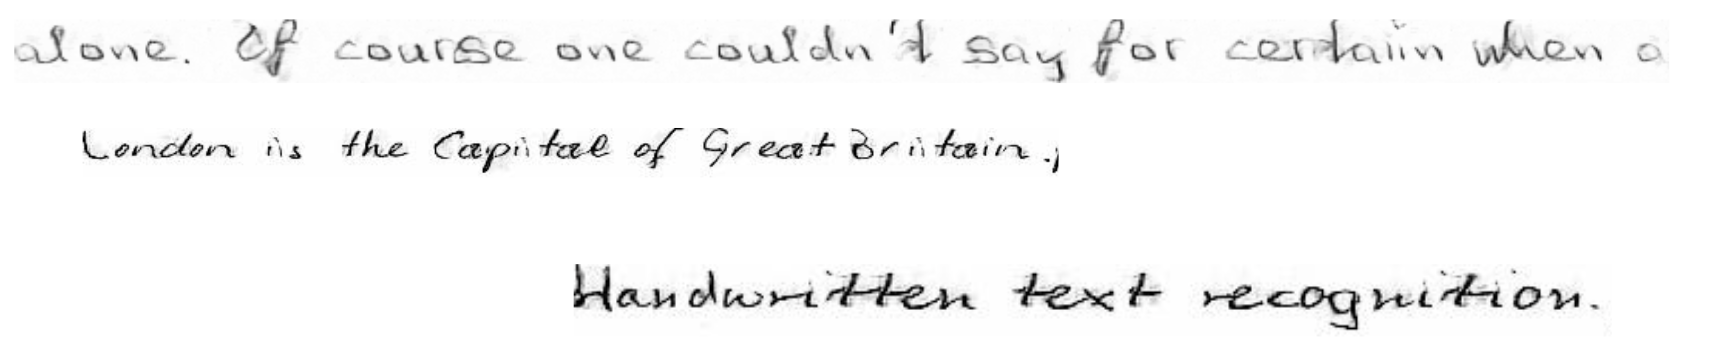 alone. Of course one couldn't say for certain when a
London is the Capital of Great Britain.,
Handwritten text recognition.